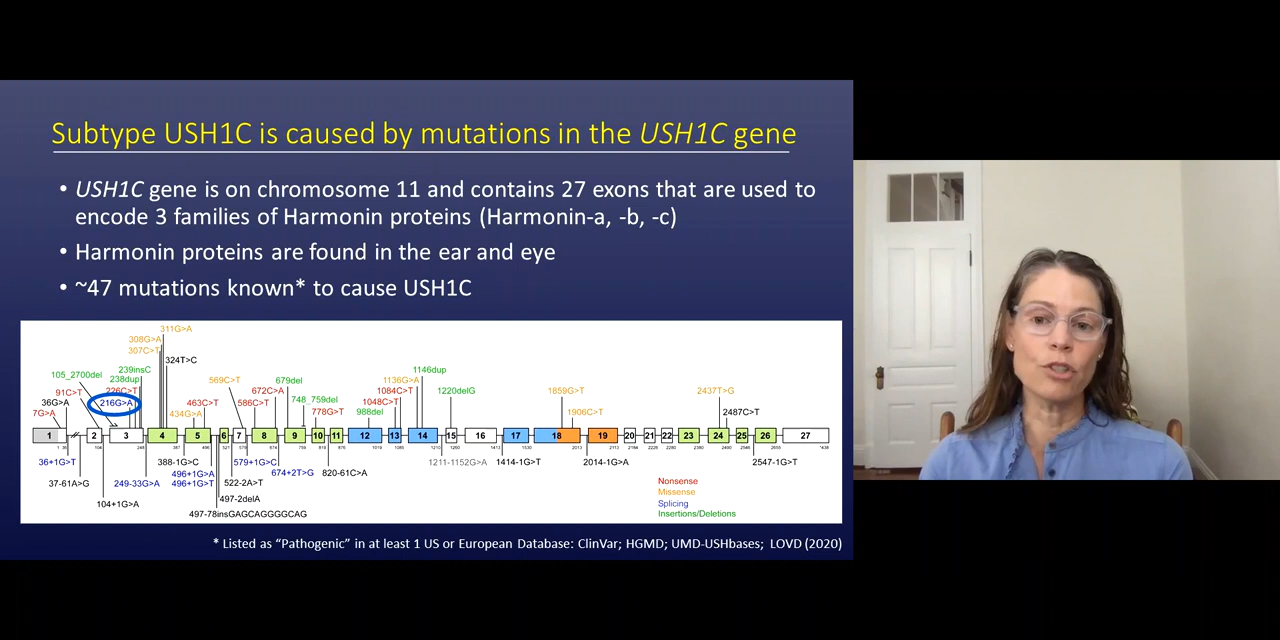 Subtype USH1C is caused by mutations in the USH1C gene
• USH1C gene is on chromosome 11 and contains 27 exons that are used to
encode 3 families of Harmonin proteins (Harmonin-a, -b, -c)
• Harmonin proteins are found in the ear and eye
• ~47 mutations known* to cause USH1C
311G>A
308G>A
307C>T
324T>C
239insC
1146dup
105_2700del
238dup
569C>T
679del
1136G>A
91C>T
226C>T
672C>A
1084C>T
1220delG
1859G>T
2437T>G
36G>A
216G>A
463C>T
586C>T
748_759del
1048C>T
7G>A
434G>A
778G>T
988del
1906C>T
2487C>T
1 2 3 4 5 6 7 8 9 10 11 12 13 14 15 16 17 18 19 20 21 22 23 24 25 26 27
36+1G>T
388-1G>C
579+1G>C
1211-1152G>A
1414-1G>T
2014-1G>A
2547-1G>T
496+1G>A
674+2T>G
820-61C>A
37-61A>G
249-33G>A
496+1G>T
522-2A>T
Nonsense
Missense
497-2delA
104+1G>A
Splicing
497-78insGAGCAGGGGCAG
Insertions/Deletions
* Listed as “Pathogenic” in at least 1 US or European Database: ClinVar; HGMD; UMD-USHbases; LOVD (2020)